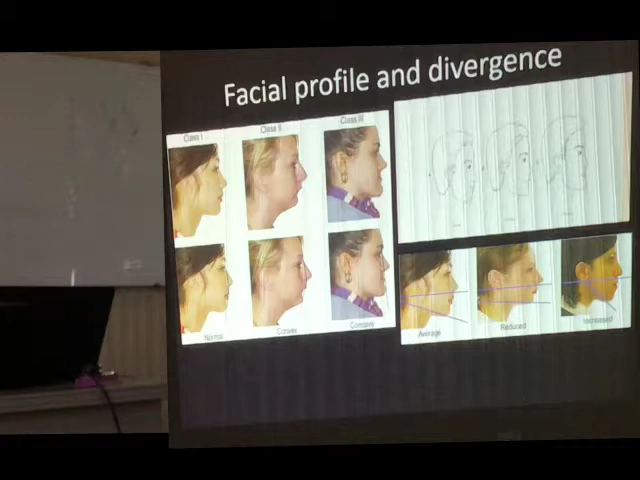 Facial profile and divergence
Class I
Class II
Class III
Normal
Convex
Concave
Average
Reduced
Increased